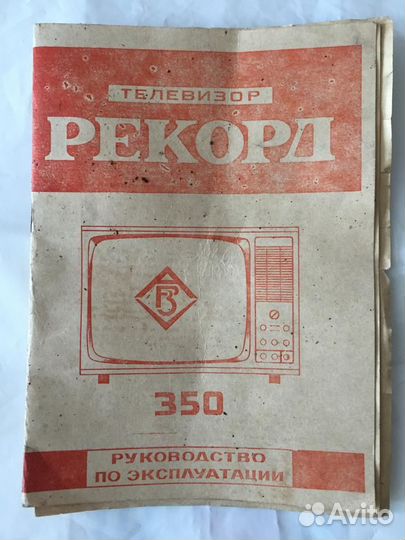 ТЕЛЕВИЗОР
РЕКОРД
350
РУКОВОДСТВО
ПО ЭКСПЛУАТАЦИИ
Avito